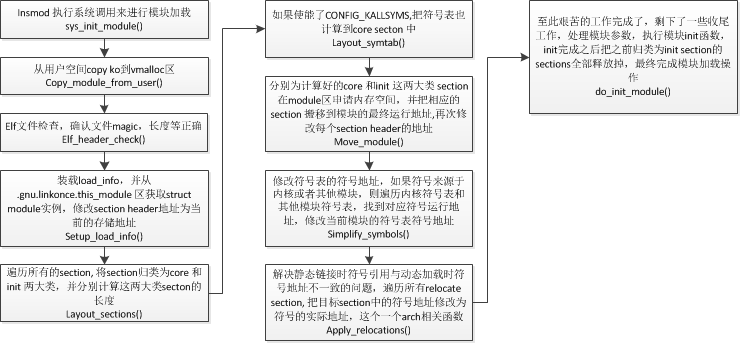 Insmod 执行系统调用来进行模块加载
sys_init_module()
从用户空间copy ko到vmalloc区
Copy_module_from_user()
Elf文件检查，确认文件magic，长度等正确
Elf_header_check()
装载load_info，并从
.gnu.linkonce.this_module 区获取struct
module实例，修改section header地址为当
前的存储地址
Setup_load_info()
遍历所有的section, 将section归类为core 和
init 两大类，并分别计算这两大类secton的
长度
Layout_sections()
如果使能了CONFIG_KALLSYMS,把符号表也
计算到core secton 中
Layout_symtab()
分别为计算好的core 和init 这两大类 section
在module区申请内存空间，并把相应的
section 搬移到模块的最终运行地址,再次修
改每个section header的地址
Move_module()
修改符号表的符号地址，如果符号来源于
内核或者其他模块，则遍历内核符号表和
其他模块符号表，找到对应符号运行地
址，修改当前模块的符号表符号地址
Simplify_symbols()
解决静态链接时符号引用与动态加载时符
号地址不一致的问题，遍历所有relocate
section, 把目标section中的符号地址修改为
符号的实际地址，这个一个arch相关函数
Apply_relocations()
至此艰苦的工作完成了，剩下了一些收尾
工作，处理模块参数，执行模块init函数，
init完成之后把之前归类为init section的
sections全部释放掉，最终完成模块加载操
作
do_init_module()